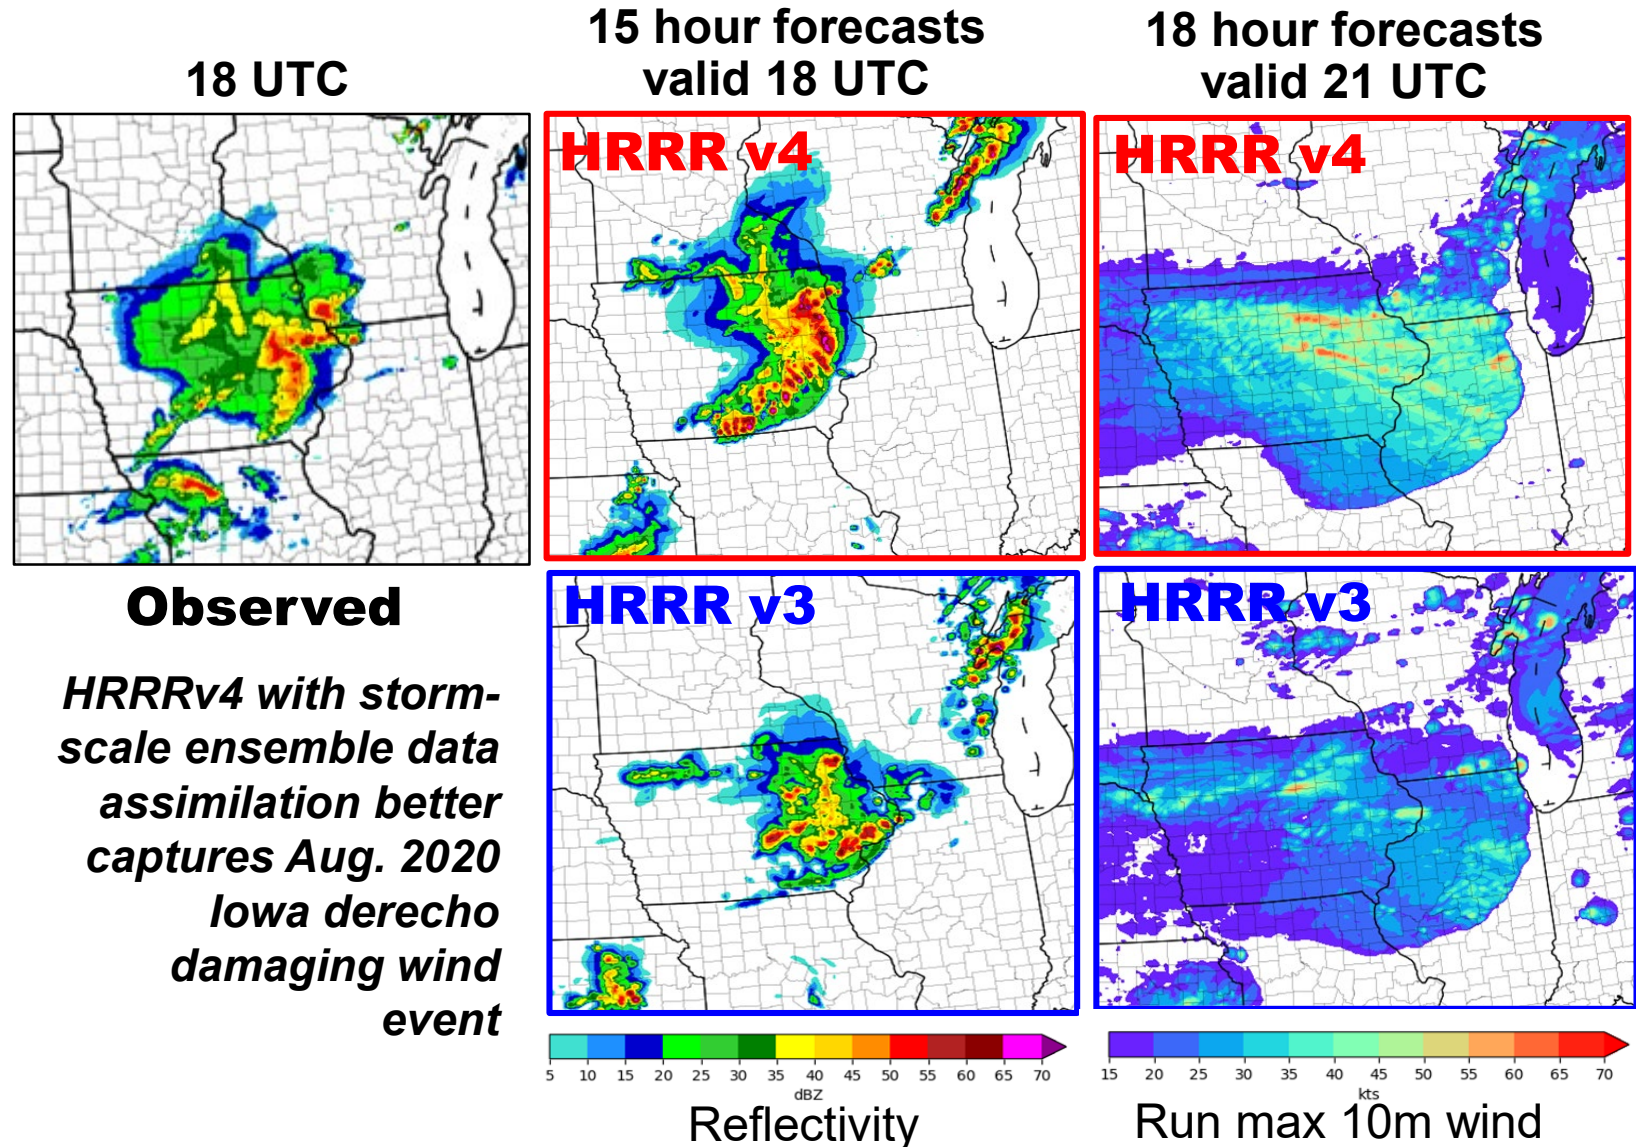 18 UTC
15 hour forecasts
valid 18 UTC
18 hour forecasts
valid 21 UTC
HRRR v4
HRRR v4
Observed
HRRRv4 with storm-
scale ensemble data
assimilation better
captures Aug. 2020
Iowa derecho
damaging wind
event
HRRR v3
HRRR v3
5 10 15 20 25 30 35 40 45 50 55 60 65 70
dBZ
Reflectivity
15 20 25 30 35 40 45 50 55 60 65 70
kts
Run max 10m wind